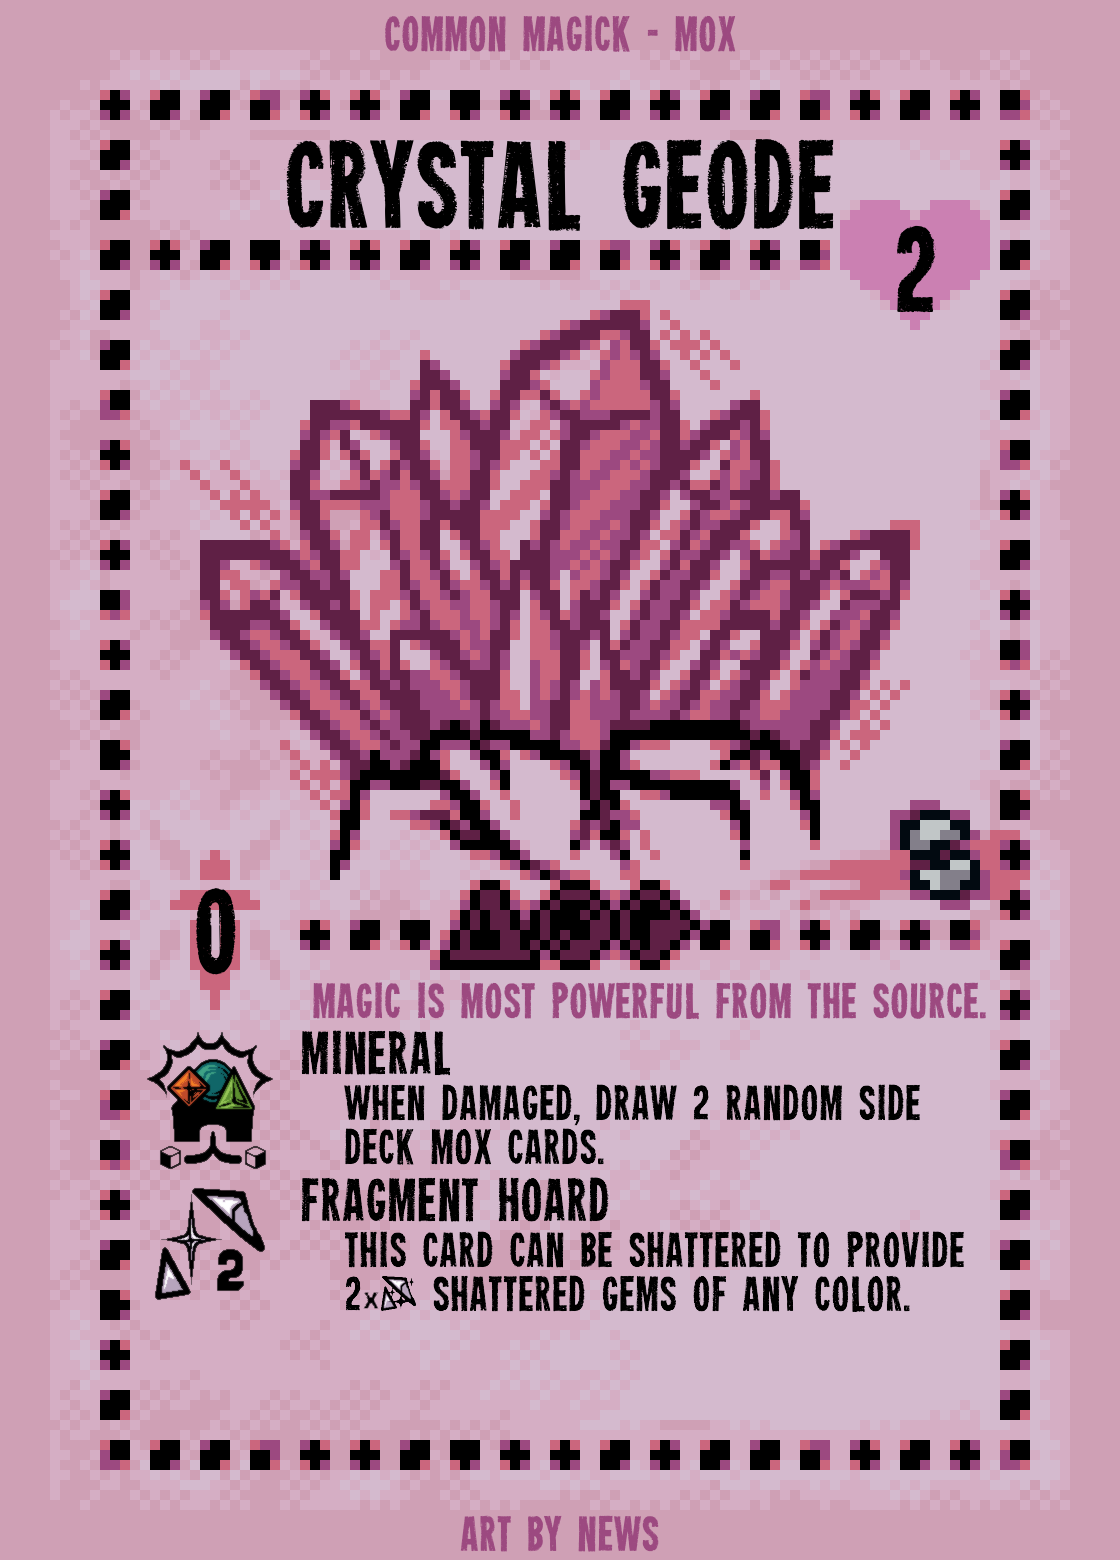 COMMON MAGICK - MOX
CRYSTAL GEODE
2
0
MAGIC IS MOST POWERFUL FROM THE SOURCE.
MINERAL
WHEN DAMAGED, DRAW 2 RANDOM SIDE
DECK MOX CARDS.
FRAGMENT HOARD
2
THIS CARD CAN BE SHATTERED TO PROVIDE
2x SHATTERED GEMS OF ANY COLOR.
ART BY NEWS